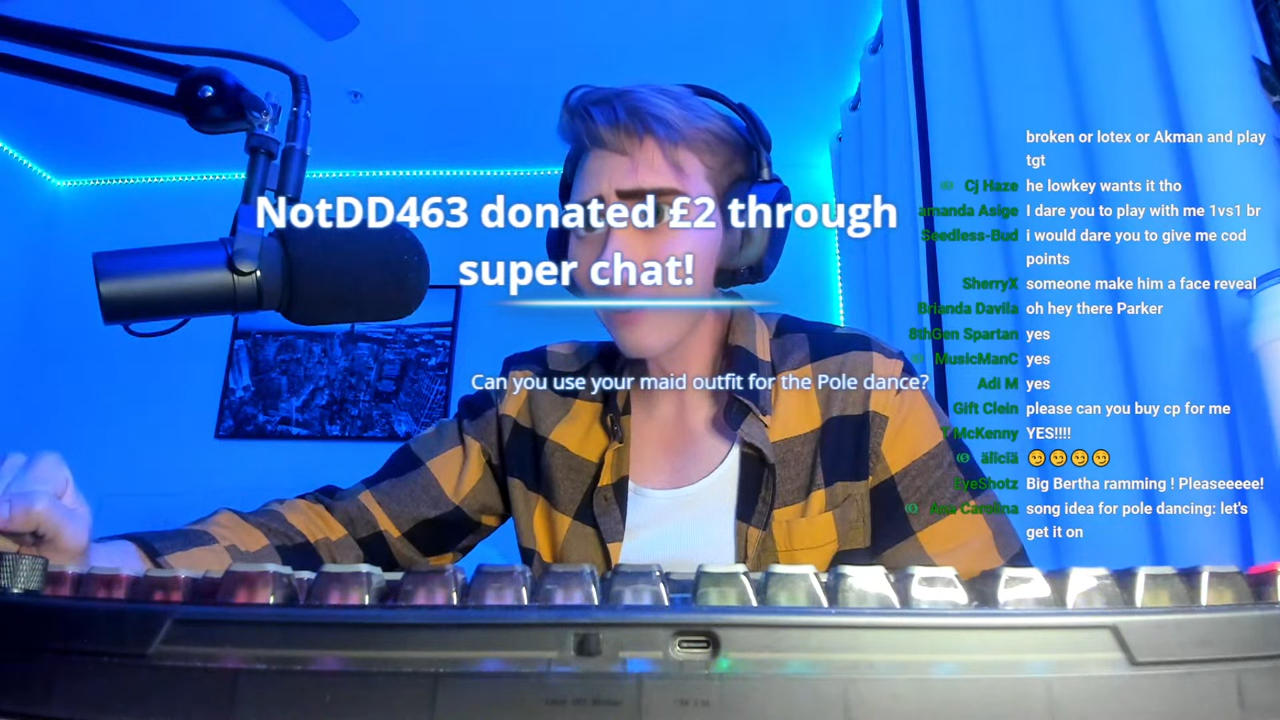 NotDD463 donated £2 through
super chat!
Can you use your maid outfit for the Pole dance?
broken or lotex or Akman and play
tgt
Cj Haze he lowkey wants it tho
amanda Asige I dare you to play with me 1vs1 br
Seedless-Bud i would dare you to give me cod
points
SherryX someone make him a face reveal
Brianda Davila oh hey there Parker
8thGen Spartan yes
MusicManC yes
Adi M yes
Gift Clein please can you buy cp for me
T McKenny YES!!!!
älïcïä 😏😏😏😏
EyeShotz Big Bertha ramming ! Pleaseeeee!
Carolina song idea for pole dancing: let's
get it on